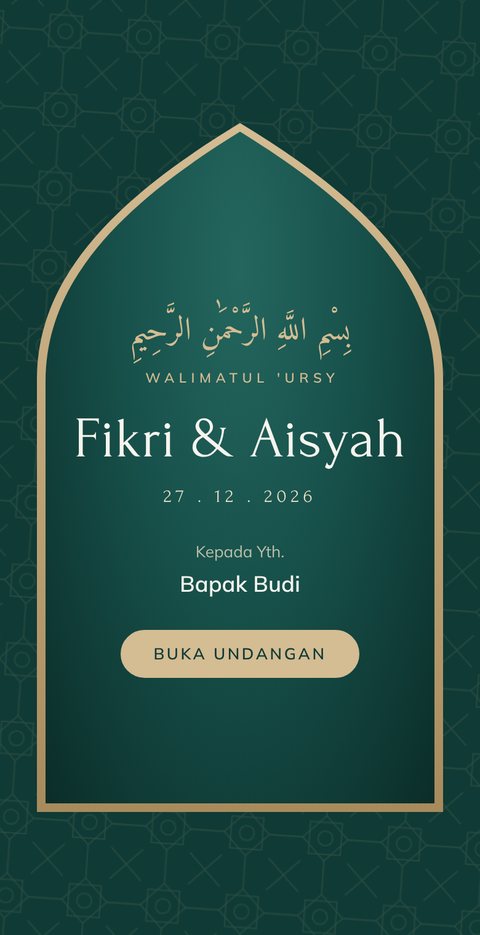 بِسْمِ اللَّهِ الرَّحْمَٰنِ الرَّحِيمِ
WALIMATUL 'URSY
Fikri & Aisyah
27 . 12 . 2026
Kepada Yth.
Bapak Budi
BUKA UNDANGAN